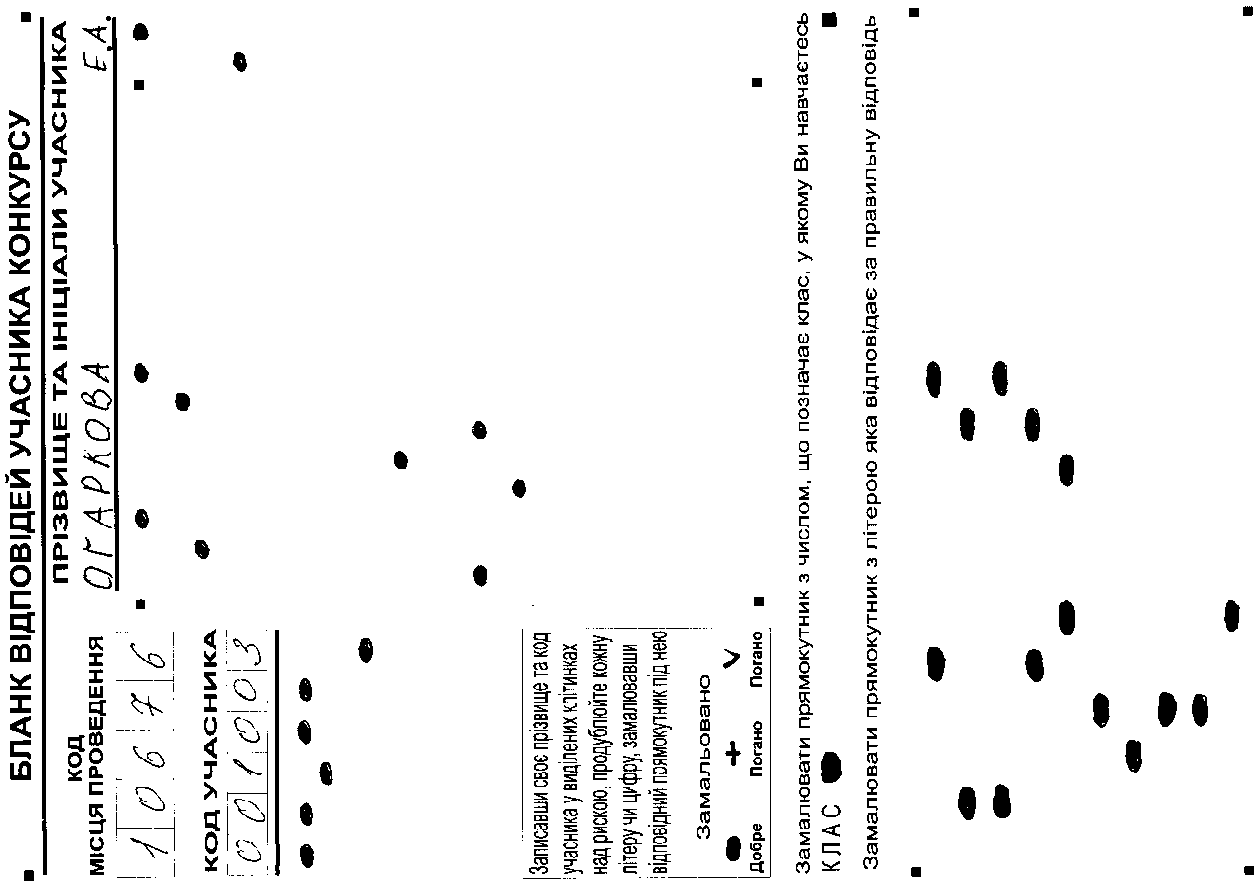 БЛАНК ВІДПОВІДЕЙ УЧАСНИКА КОНКУРСУ
ПРІЗВИЩЕ ТА ІНІЦІАЛИ УЧАСНИКА
ОГАРКОВА Е.А.
КОД
МІСЦЯ ПРОВЕДЕННЯ
10676
КОД УЧАСНИКА
001003
Записавши своє прізвище та код
учасника у виділених клітинках
над рискою, продублюйте кожну
літеру чи цифру, замалювавши
відповідний прямокутник під нею
Замальовано
Добре Погано Погано
Замалювати прямокутник з числом, що позначає клас, у якому Ви навчаєтесь
КЛАС
Замалювати прямокутник з літерою яка відповідає за правильну відповідь